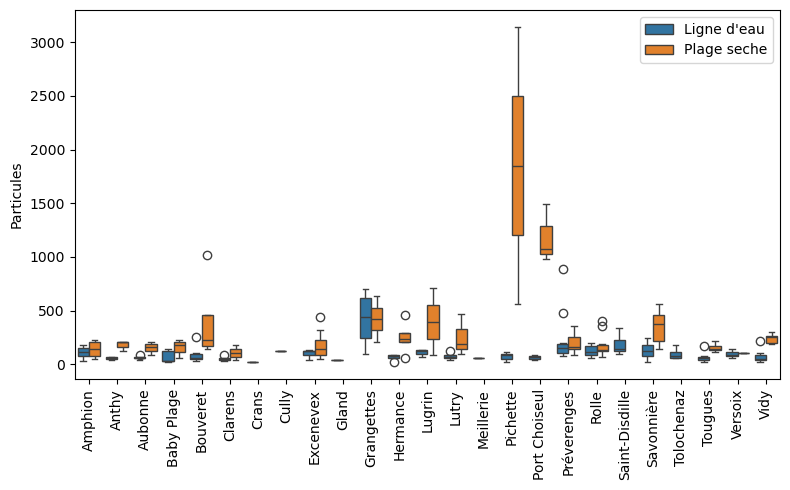 Ligne d'eau
Plage seche
Particules
3000
2500
2000
1500
1000
500
0
Amphion
Anthy
Aubonne
Baby Plage
Bouveret
Clarens
Crans
Cully
Excenevex
Gland
Grangettes
Hermance
Lugrin
Lutry
Meillerie
Pichette
Port Choiseul
Préverenges
Rolle
Saint-Disdille
Savonnière
Tolochenaz
Tougues
Versoix
Vidy